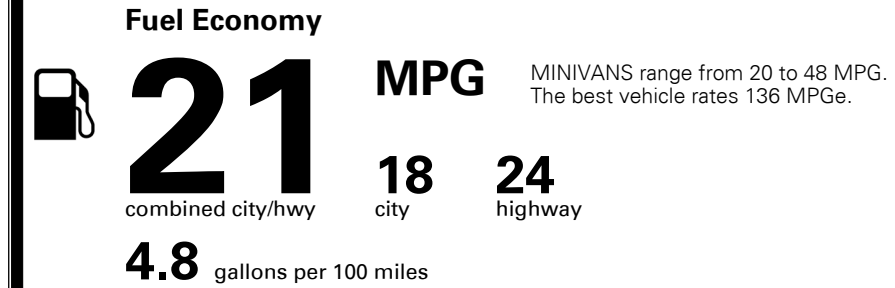 Fuel Economy
21 MPG
MINIVANS range from 20 to 48 MPG.
The best vehicle rates 136 MPGe.
combined city/hwy
18 city
24 highway
4.8 gallons per 100 miles